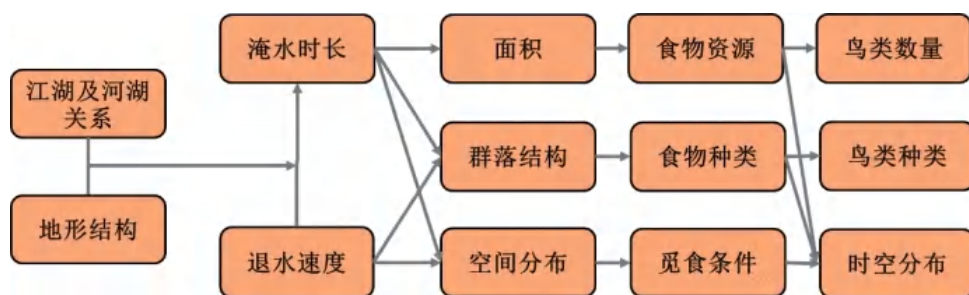 淹水时长
面积
食物资源
鸟类数量
江湖及河湖
关系
群落结构
食物种类
鸟类种类
地形结构
退水速度
空间分布
觅食条件
时空分布